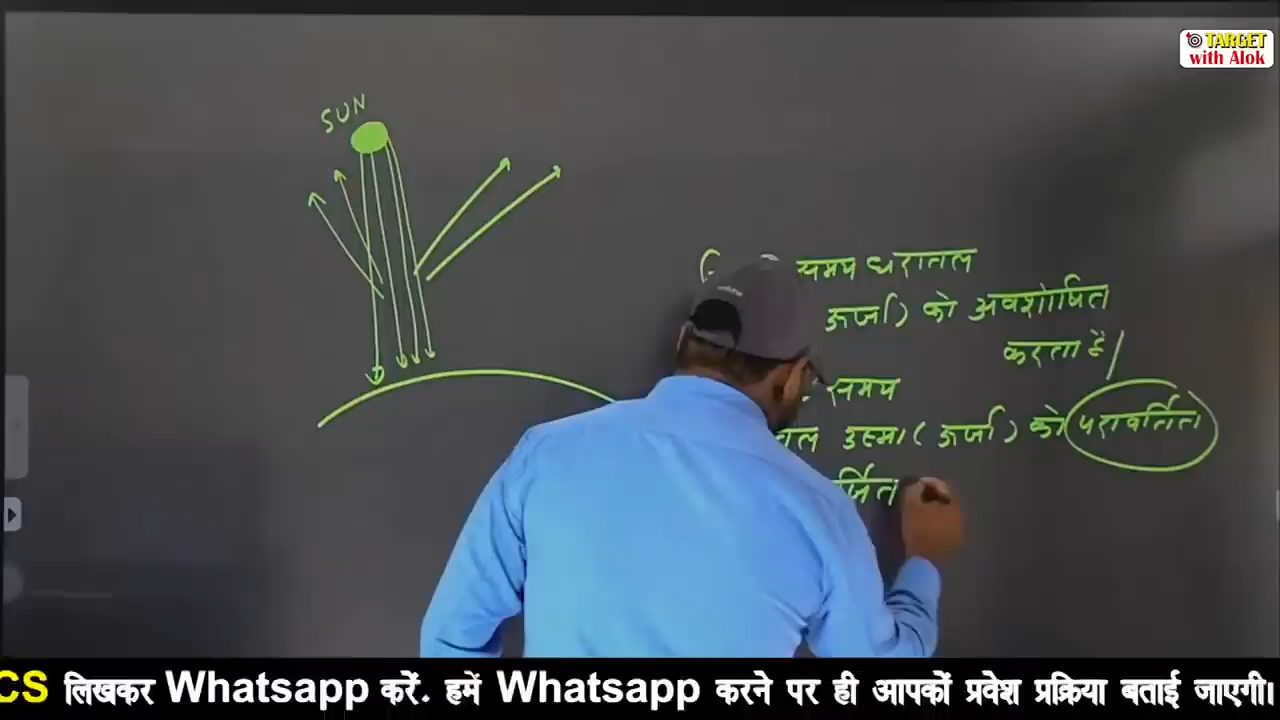 TARGET
with Alok
SUN
समय धरातल
ऊर्जा) को अवशोषित
करता है/
समय
उष्मा (ऊर्जा) को परावर्तित
र्जित
CS लिखकर Whatsapp करें. हमें Whatsapp करने पर ही आपकों प्रवेश प्रक्रिया बताई जाएगी।